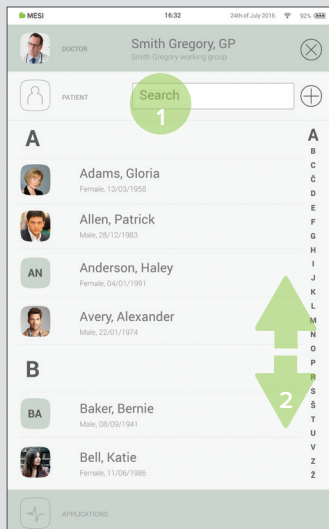 MESI 16:32 24th of July 2016 92%
DOCTOR Smith Gregory, GP
Smith Gregory working group
PATIENT Search
1
A
Adams, Gloria
Female, 13/03/1958
Allen, Patrick
Male, 28/12/1983
AN Anderson, Haley
Female, 04/01/1991
Avery, Alexander
Male, 22/01/1974
B
BA Baker, Bernie
Male, 08/09/1941
Bell, Katie
Female, 11/06/1986
APPLICATIONS
A
B
C
Č
D
E
F
G
H
I
J
K
L
M
N
O
P
R
S
Š
T
U
V
Z
Ž
2